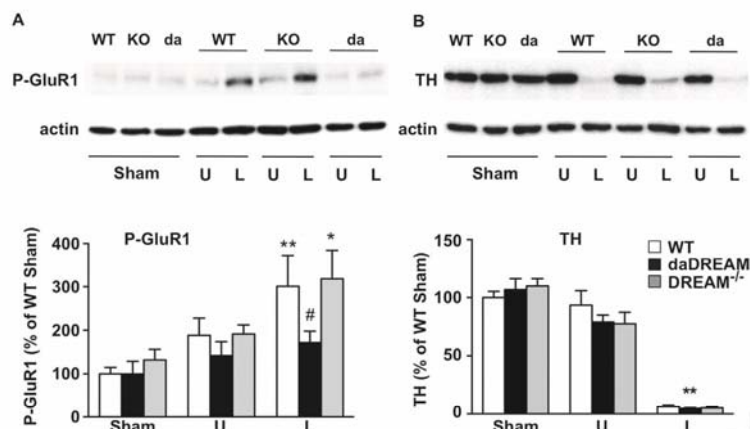 A
WT KO da WT KO da
P-GluR1
actin
Sham U L U L U L
P-GluR1
P-GluR1 (% of WT Sham)
400
300
200
100
0
** *
#
Sham U L
B
WT KO da WT KO da
TH
actin
Sham U L U L U L
TH
TH (% of WT Sham)
150
100
50
0
**
Sham U L
WT
daDREAM
DREAM-/-